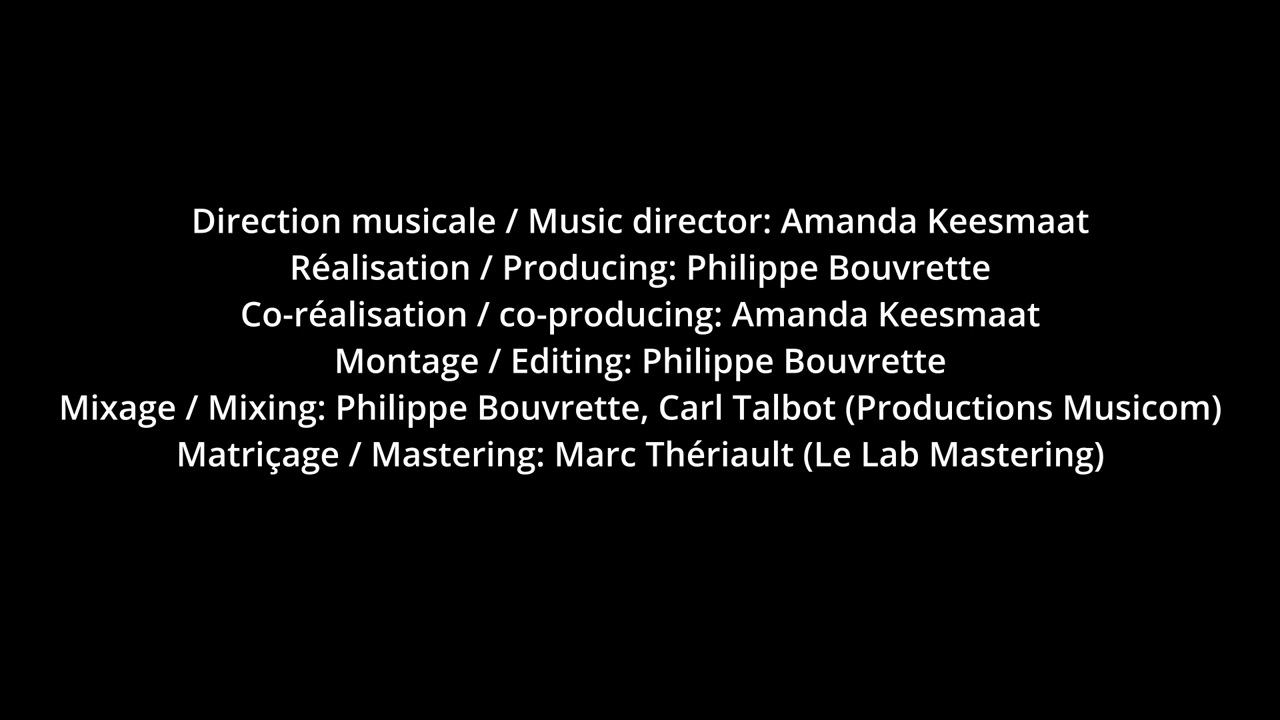 Direction musicale / Music director: Amanda Keesmaat
Réalisation / Producing: Philippe Bouvrette
Co-réalisation / co-producing: Amanda Keesmaat
Montage / Editing: Philippe Bouvrette
Mixage / Mixing: Philippe Bouvrette, Carl Talbot (Productions Musicom)
Matriçage / Mastering: Marc Thériault (Le Lab Mastering)